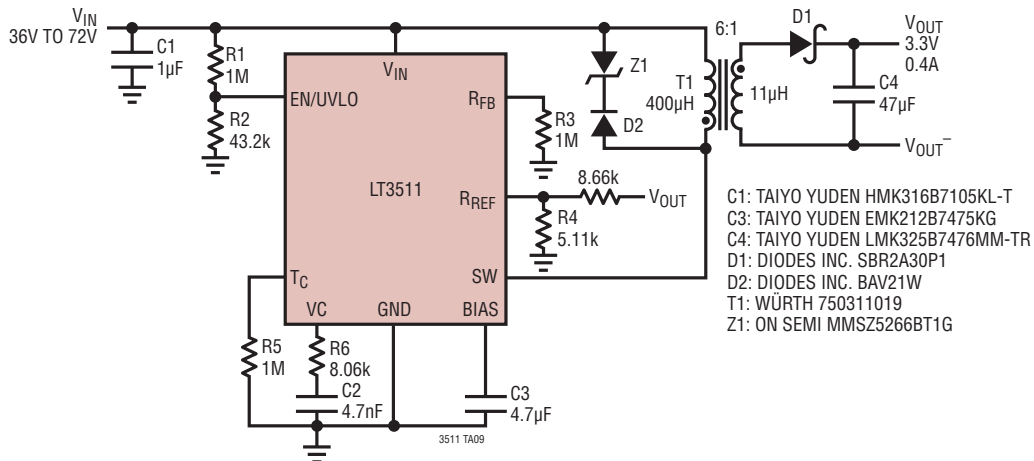 V_IN
36V TO 72V
C1
1µF
R1
1M
R2
43.2k
V_IN
EN/UVLO
R_FB
LT3511
R_REF
T_C
SW
VC
GND
BIAS
R3
1M
8.66k
V_OUT
R4
5.11k
R5
1M
R6
8.06k
C2
4.7nF
C3
4.7µF
3511 TA09
Z1
D2
6:1
T1
400µH
11µH
D1
V_OUT
3.3V
0.4A
C4
47µF
V_OUT⁻
C1: TAIYO YUDEN HMK316B7105KL-T
C3: TAIYO YUDEN EMK212B7475KG
C4: TAIYO YUDEN LMK325B7476MM-TR
D1: DIODES INC. SBR2A30P1
D2: DIODES INC. BAV21W
T1: WÜRTH 750311019
Z1: ON SEMI MMSZ5266BT1G